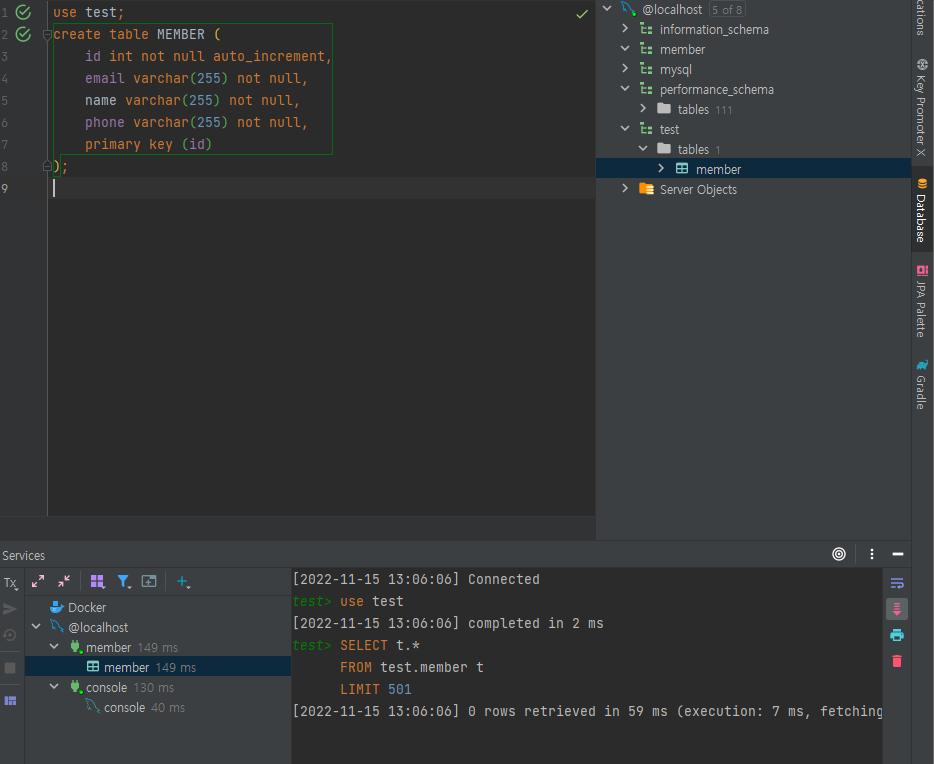 1 use test;
2 create table MEMBER (
3 id int not null auto_increment,
4 email varchar(255) not null,
5 name varchar(255) not null,
6 phone varchar(255) not null,
7 primary key (id)
8 );
9
@localhost 5 of 8
information_schema
member
mysql
performance_schema
tables 111
test
tables 1
member
Server Objects
cations
Key Promoter X
Database
JPA Palette
Gradle
Services
Tx
Docker
@localhost
member 149 ms
member 149 ms
console 130 ms
console 40 ms
[2022-11-15 13:06:06] Connected
test> use test
[2022-11-15 13:06:06] completed in 2 ms
test> SELECT t.*
FROM test.member t
LIMIT 501
[2022-11-15 13:06:06] 0 rows retrieved in 59 ms (execution: 7 ms, fetching